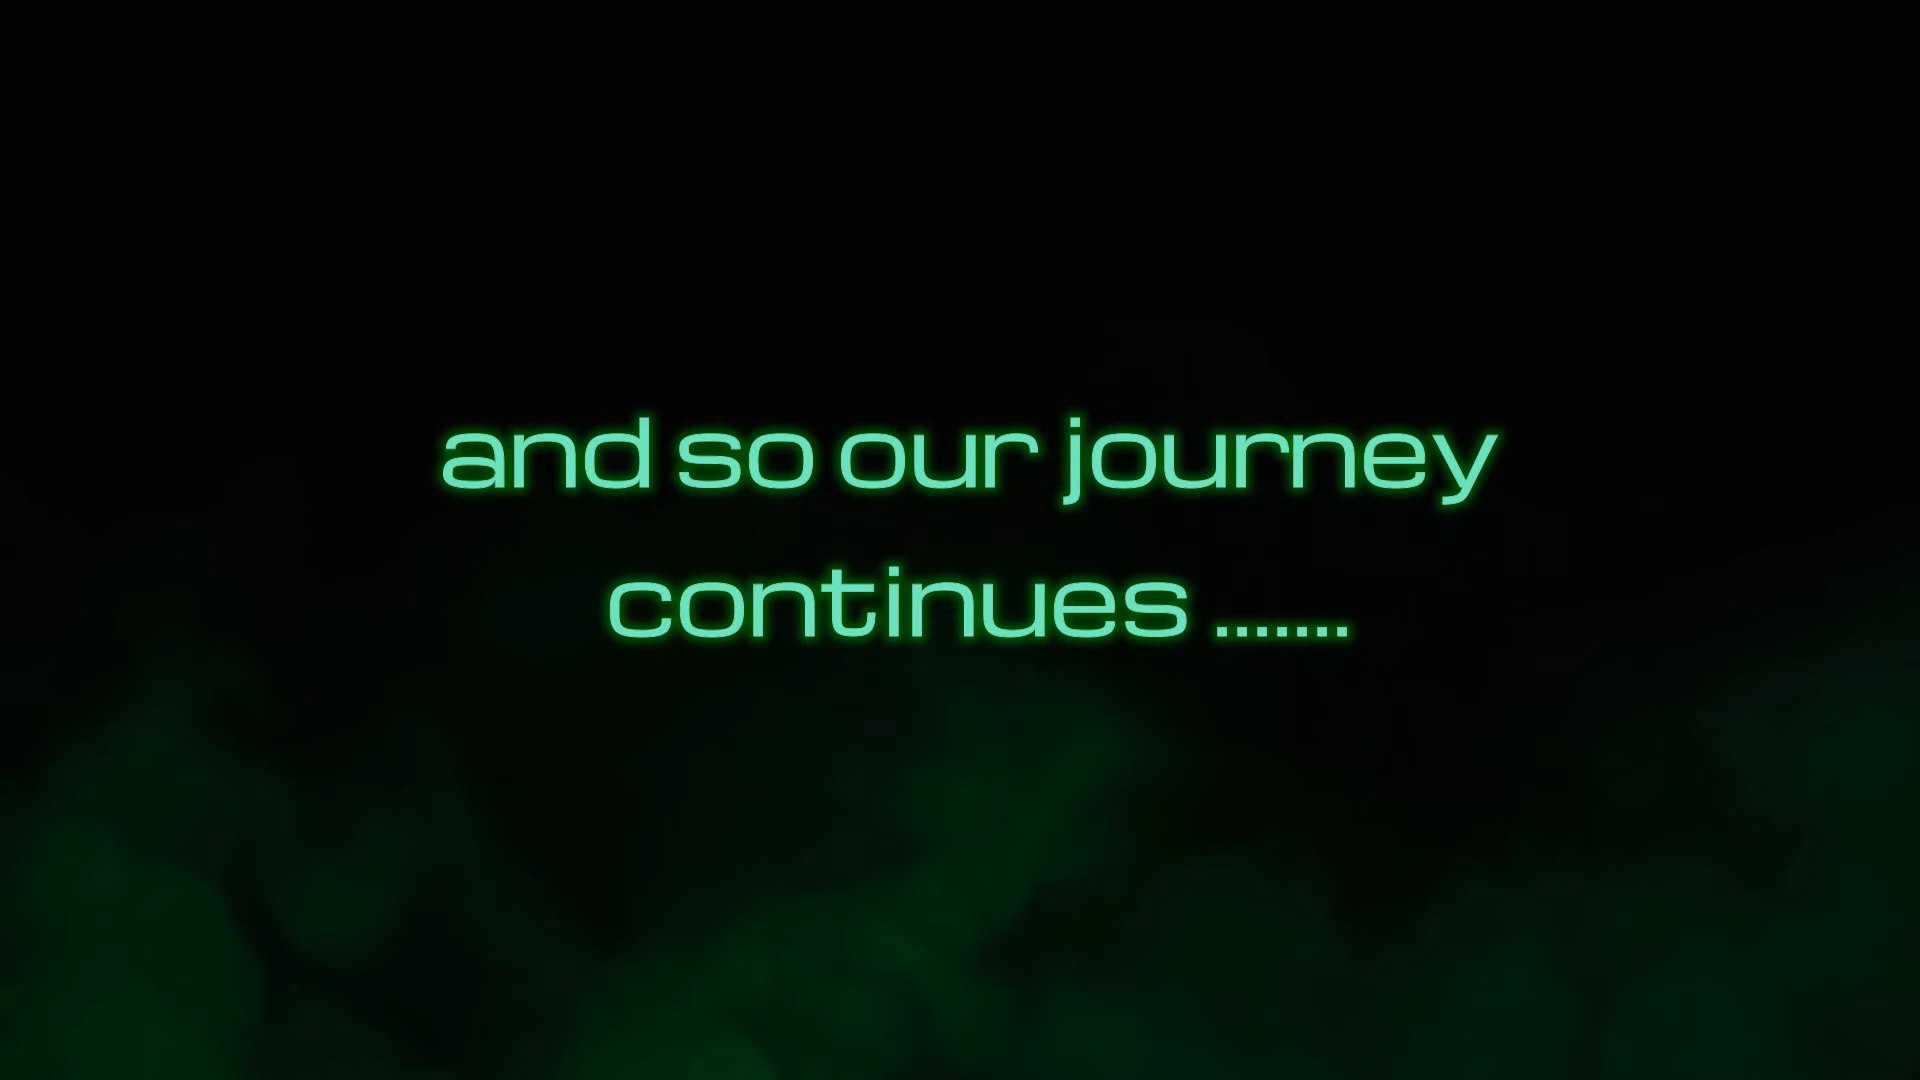 and so our journey
continues .......